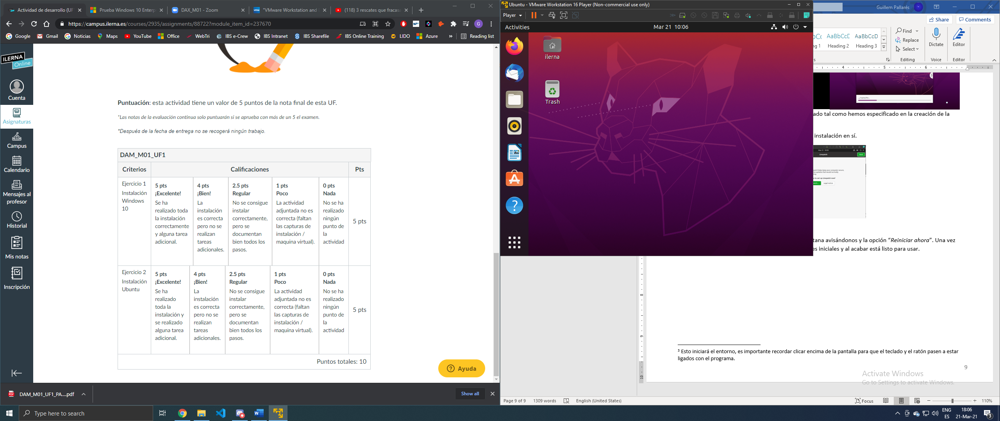 Actividad de desarrollo (UF
Prueba Windows 10 Enterp
DAX_M01 - Zoom
"VMware Workstation and
(118) 3 rescates que fracasa
https://campus.ilerna.es/courses/2935/assignments/88722?module_item_id=237670
G
Google
Gmail
Noticias
Maps
YouTube
Office
WebTri
IBS e-Crew
IBS Intranet
IBS Sharefile
IBS Online Training
LIDO
Azure
»
Reading list
ILERNA
Online
Cuenta
Asignaturas
Campus
Calendario
Mensajes al
profesor
Historial
Mis notas
Inscripción
Puntuación: esta actividad tiene un valor de 5 puntos de la nota final de esta UF.
*Las notas de la evaluación continua solo puntuarán si se aprueba con más de un 5 el examen.
*Después de la fecha de entrega no se recogerá ningún trabajo.
DAM_M01_UF1
Criterios
Calificaciones
Pts
Ejercicio 1
Instalación
Windows
10
5 pts
¡Excelente!
Se ha
realizado toda
la instalación
correctamente
y alguna tarea
adicional.
4 pts
¡Bien!
La
instalación
es correcta
pero no se
realizan
tareas
adicionales.
2.5 pts
Regular
No se consigue
instalar
correctamente,
pero se
documentan
bien todos los
pasos.
1 pts
Poco
La actividad
adjuntada no es
correcta (faltan
las capturas de
instalación /
maquina virtual).
0 pts
Nada
No se ha
realizado
ningún
punto de
la
actividad
5 pts
Ejercicio 2
Instalación
Ubuntu
5 pts
¡Excelente!
Se ha
realizado
toda la
instalación y
se realizado
alguna tarea
adicional.
4 pts
¡Bien!
La
instalación
es correcta
pero no se
realizan
tareas
adicionales.
2.5 pts
Regular
No se consigue
instalar
correctamente,
pero se
documentan
bien todos los
pasos.
1 pts
Poco
La actividad
adjuntada no es
correcta (faltan
las capturas de
instalación /
maquina virtual).
0 pts
Nada
No se ha
realizado
ningún
punto de
la
actividad
5 pts
Puntos totales: 10
Ayuda
DAM_M01_UF1_PA....pdf
Show all
Ubuntu - VMware Workstation 16 Player (Non-commercial use only)
Player
Activities
Mar 21 10:06
ilerna
Trash
Guillem Pallarés
Share
Comments
AaBbCcD
AaBbCcD
ng 1
Heading 2
Heading 3
Find
Replace
Select
Dictate
Editor
Editing
Voice
Editor
4
5
6
Copying files...
ado tal como hemos especificado en la creación de la
instalación en sí.
Livepatch
Next
patch helps keep your computer secure,
Legal notice
tana avisándonos y la opción “Reiniciar ahora”. Una vez
es iniciales y al acabar está listo para usar.
8
9
10
³ Esto iniciará el entorno, es importante recordar clicar encima de la pantalla para que el teclado y el ratón pasen a estar
ligados con el programa.
9
Activate Windows
Go to Settings to activate Windows.
Page 9 of 9
1309 words
English (United States)
Focus
110%
Type here to search
ENG
ES
18:06
21-Mar-21
3